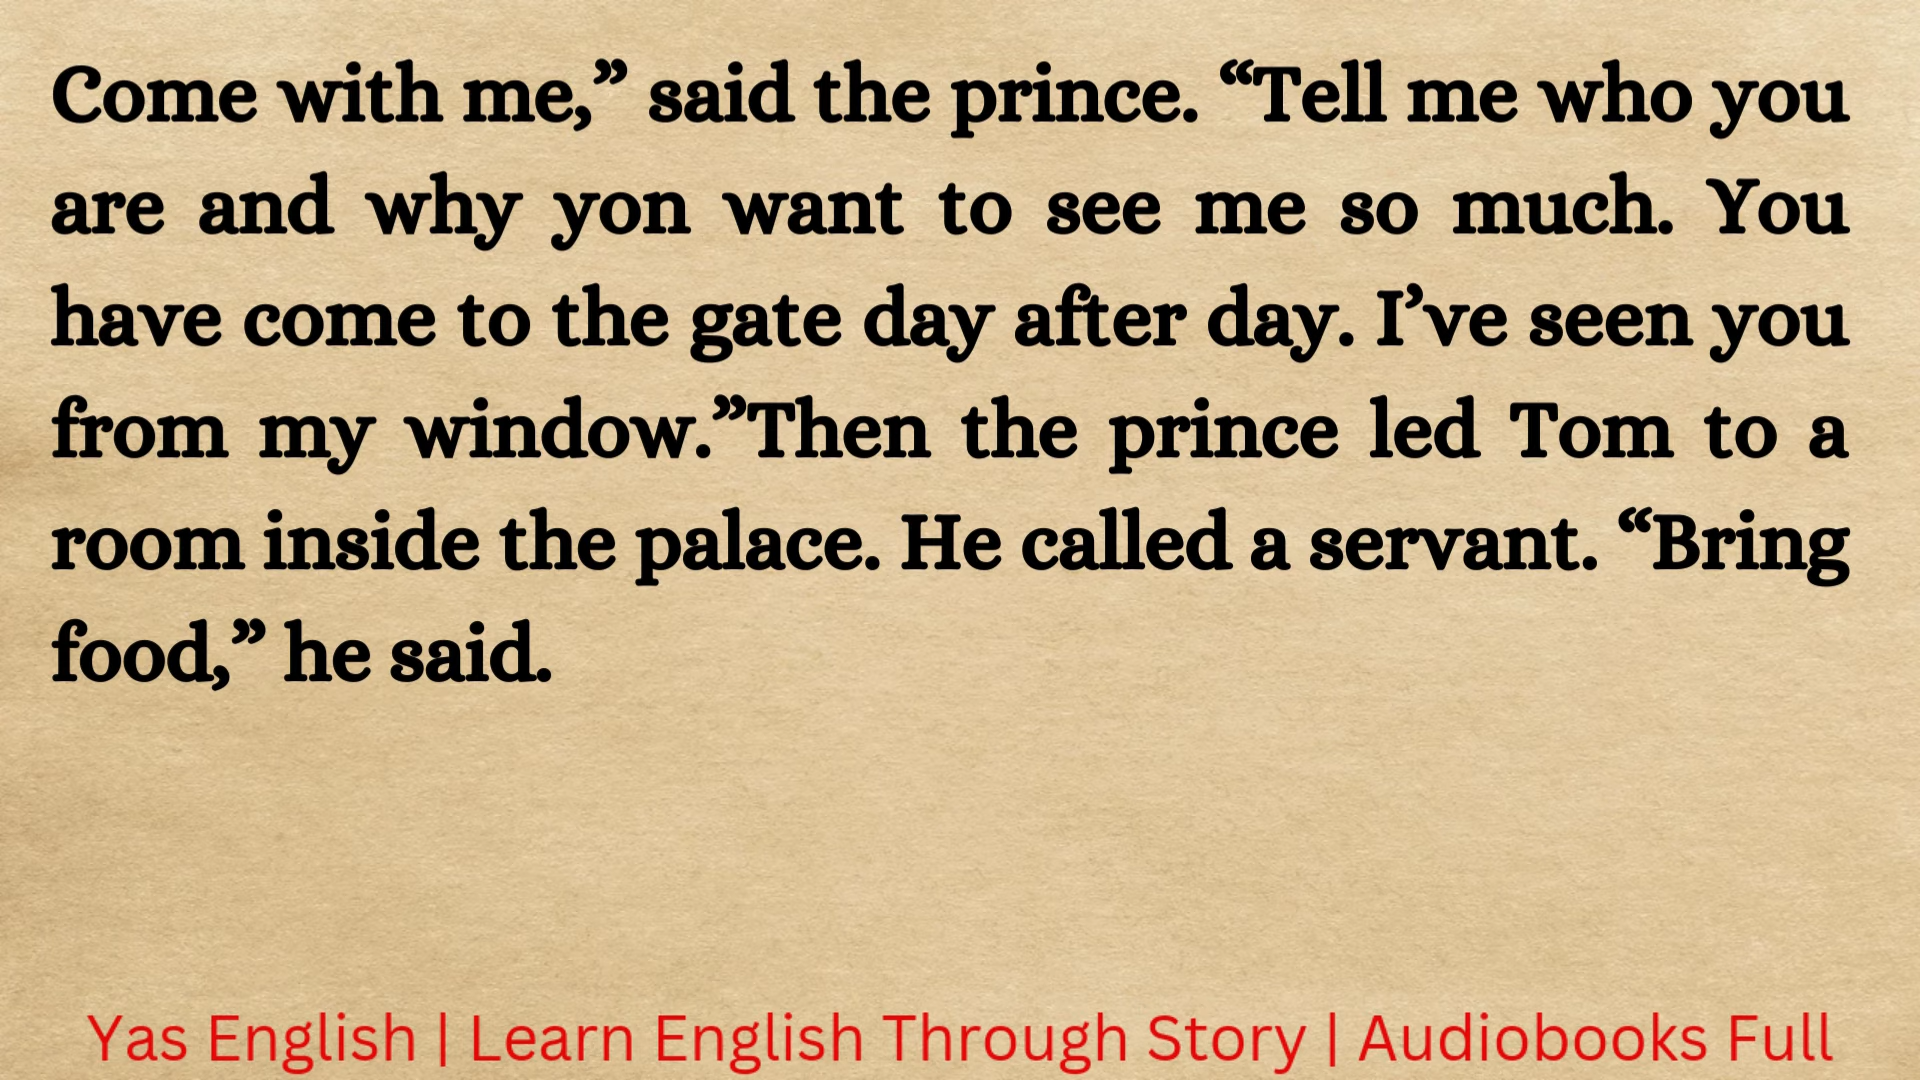 Come with me,” said the prince. “Tell me who you
are and why yon want to see me so much. You
have come to the gate day after day. I’ve seen you
from my window.”Then the prince led Tom to a
room inside the palace. He called a servant. “Bring
food,” he said.
Yas English | Learn English Through Story | Audiobooks Full